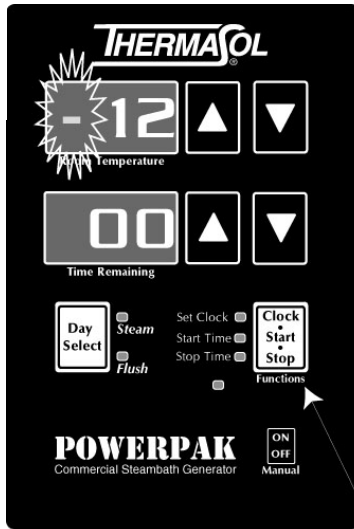 THERMASOL
®
- 12
Room Temperature
00
Time Remaining
Day
Select
Steam
Flush
Set Clock
Start Time
Stop Time
Clock
•
Start
•
Stop
Functions
POWERPAK
Commercial Steambath Generator
ON
OFF
Manual